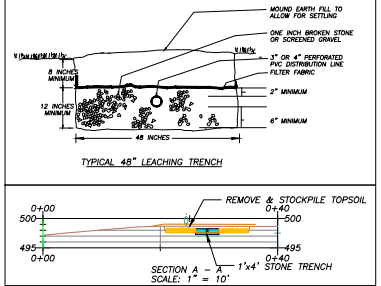 MOUND EARTH FILL TO
ALLOW FOR SETTLING
ONE INCH BROKEN STONE
OR SCREENED GRAVEL
3" OR 4" PERFORATED
PVC DISTRIBUTION LINE
FILTER FABRIC
8 INCHES
MINIMUM
2" MINIMUM
12 INCHES
MINIMUM
6" MINIMUM
48 INCHES
TYPICAL 48" LEACHING TRENCH
0+00
0+40
REMOVE & STOCKPILE TOPSOIL
500
500
495
495
0+00
0+40
1'x4' STONE TRENCH
SECTION A - A
SCALE: 1" = 10'